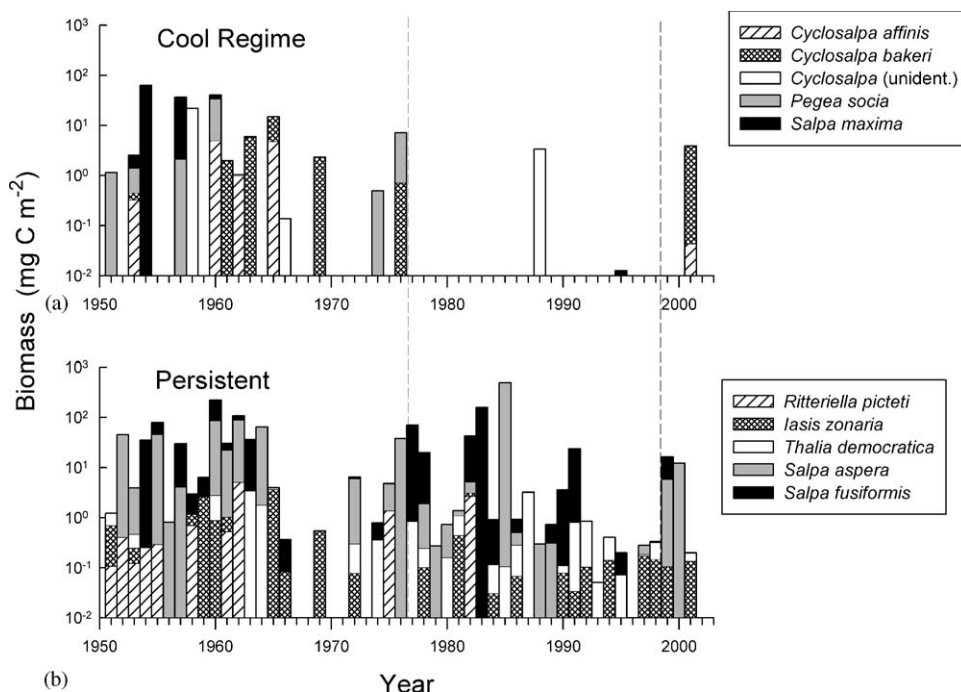 10³
10²
10¹
10⁰
10⁻¹
10⁻²
Cool Regime
Cyclosalpa affinis
Cyclosalpa bakeri
Cyclosalpa (unident.)
Pegea socia
Salpa maxima
(a)
1950 1960 1970 1980 1990 2000
Biomass (mg C m⁻²)
10³
10²
10¹
10⁰
10⁻¹
10⁻²
Persistent
Ritteriella picteti
Iasis zonaria
Thalia democratica
Salpa aspera
Salpa fusiformis
1950 1960 1970 1980 1990 2000
(b)
Year